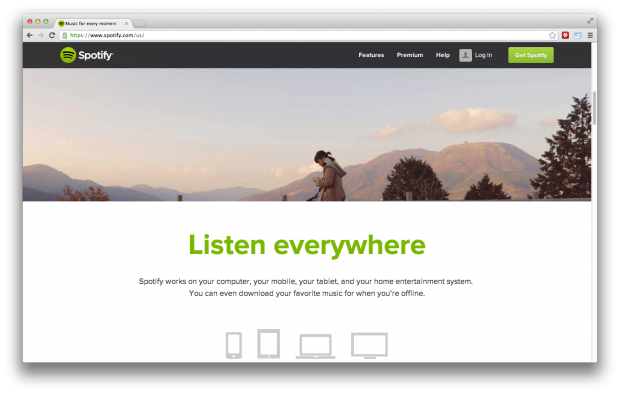 Music for every moment
https://www.spotify.com/us/
Spotify
Features Premium Help Log In Get Spotify
Listen everywhere
Spotify works on your computer, your mobile, your tablet, and your home entertainment system.
You can even download your favorite music for when you're offline.